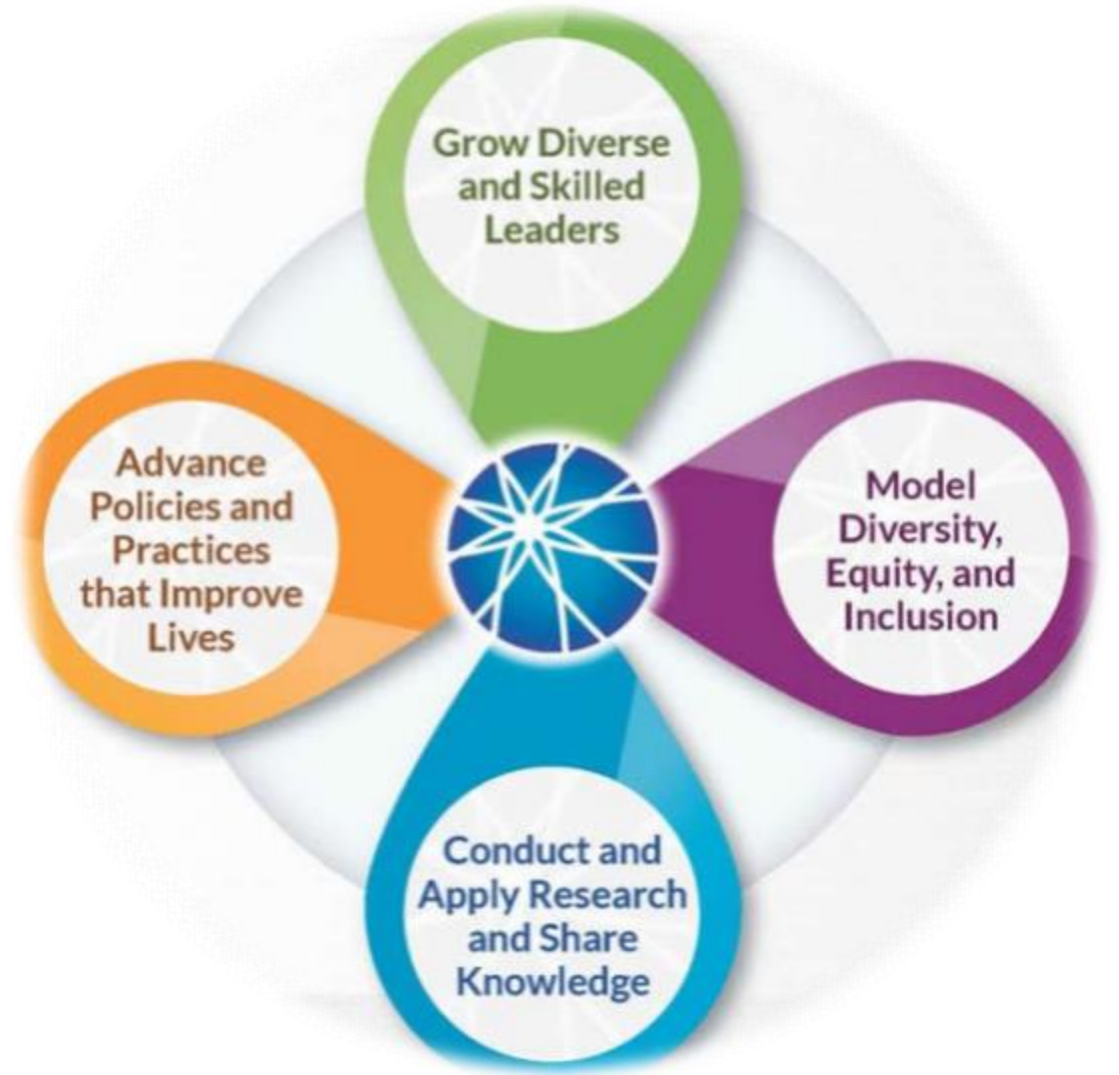 Grow Diverse
and Skilled
Leaders
Advance
Policies and
Practices
that Improve
Lives
Model
Diversity,
Equity, and
Inclusion
Conduct and
Apply Research
and Share
Knowledge